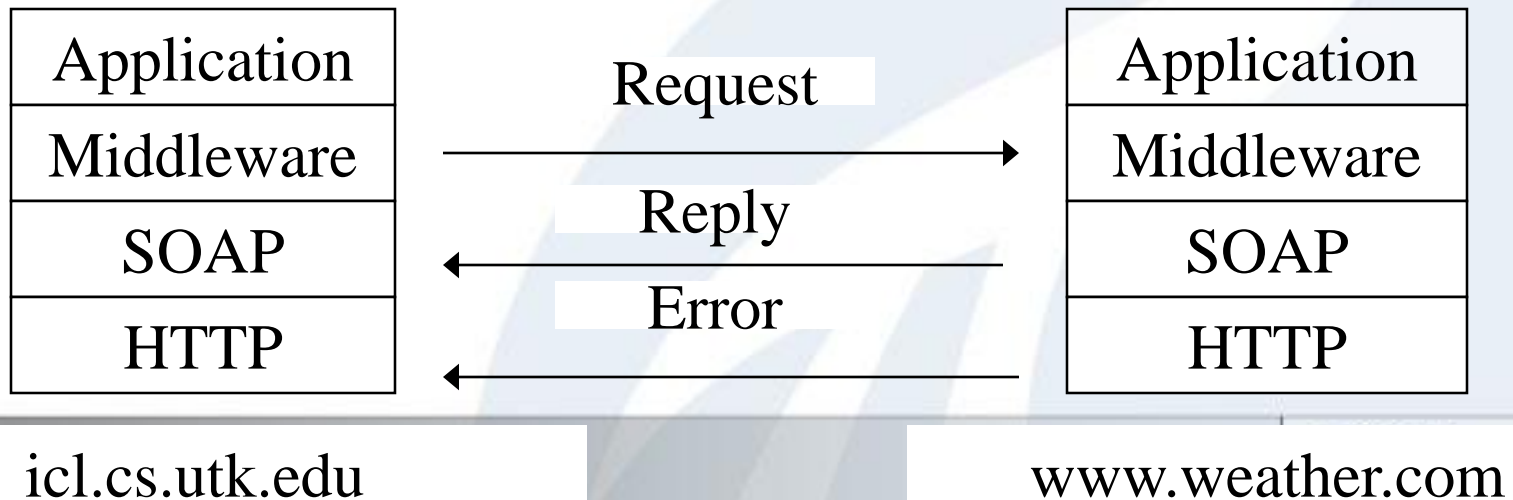 Application
Middleware
SOAP
HTTP
Request
Reply
Error
Application
Middleware
SOAP
HTTP
icl.cs.utk.edu
www.weather.com